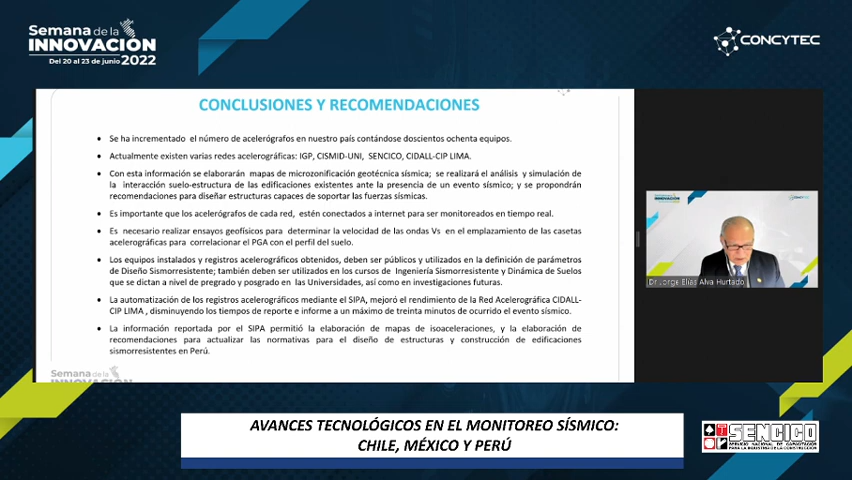 Semana de la
INNOVACIÓN
Del 20 al 23 de junio 2022
CONCYTEC
CONCLUSIONES Y RECOMENDACIONES
• Se ha incrementado el número de acelerógrafos en nuestro país contándose doscientos ochenta equipos.
• Actualmente existen varias redes acelerográficas: IGP, CISMID-UNI, SENCICO, CIDALL-CIP LIMA.
• Con esta información se elaborarán mapas de microzonificación geotécnica sísmica; se realizará el análisis y simulación de
la interacción suelo-estructura de las edificaciones existentes ante la presencia de un evento sísmico; y se propondrán
recomendaciones para diseñar estructuras capaces de soportar las fuerzas sísmicas.
• Es importante que los acelerógrafos de cada red, estén conectados a internet para ser monitoreados en tiempo real.
• Es necesario realizar ensayos geofísicos para determinar la velocidad de las ondas Vs en el emplazamiento de las casetas
acelerográficas para correlacionar el PGA con el perfil del suelo.
• Los equipos instalados y registros acelerográficos obtenidos, deben ser públicos y utilizados en la definición de parámetros
de Diseño Sismorresistente; también deben ser utilizados en los cursos de Ingeniería Sismorresistente y Dinámica de Suelos
que se dictan a nivel de pregrado y posgrado en las Universidades, así como en investigaciones futuras.
• La automatización de los registros acelerográficos mediante el SIPA, mejoró el rendimiento de la Red Acelerográfica CIDALL-
CIP LIMA , disminuyendo los tiempos de reporte e informe a un máximo de treinta minutos de ocurrido el evento sísmico.
• La información reportada por el SIPA permitió la elaboración de mapas de isoaceleraciones, y la elaboración de
recomendaciones para actualizar las normativas para el diseño de estructuras y construcción de edificaciones
sismorresistentes en Perú.
Semana de la
INNOVACIÓN
Dr Jorge Elías Alva Hurtado
AVANCES TECNOLÓGICOS EN EL MONITOREO SÍSMICO:
CHILE, MÉXICO Y PERÚ
SENCICO
SERVICIO NACIONAL DE CAPACITACIÓN
PARA LA INDUSTRIA DE LA CONSTRUCCIÓN